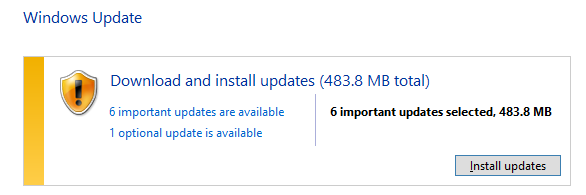 Windows Update
Download and install updates (483.8 MB total)
6 important updates are available
1 optional update is available
6 important updates selected, 483.8 MB
Install updates